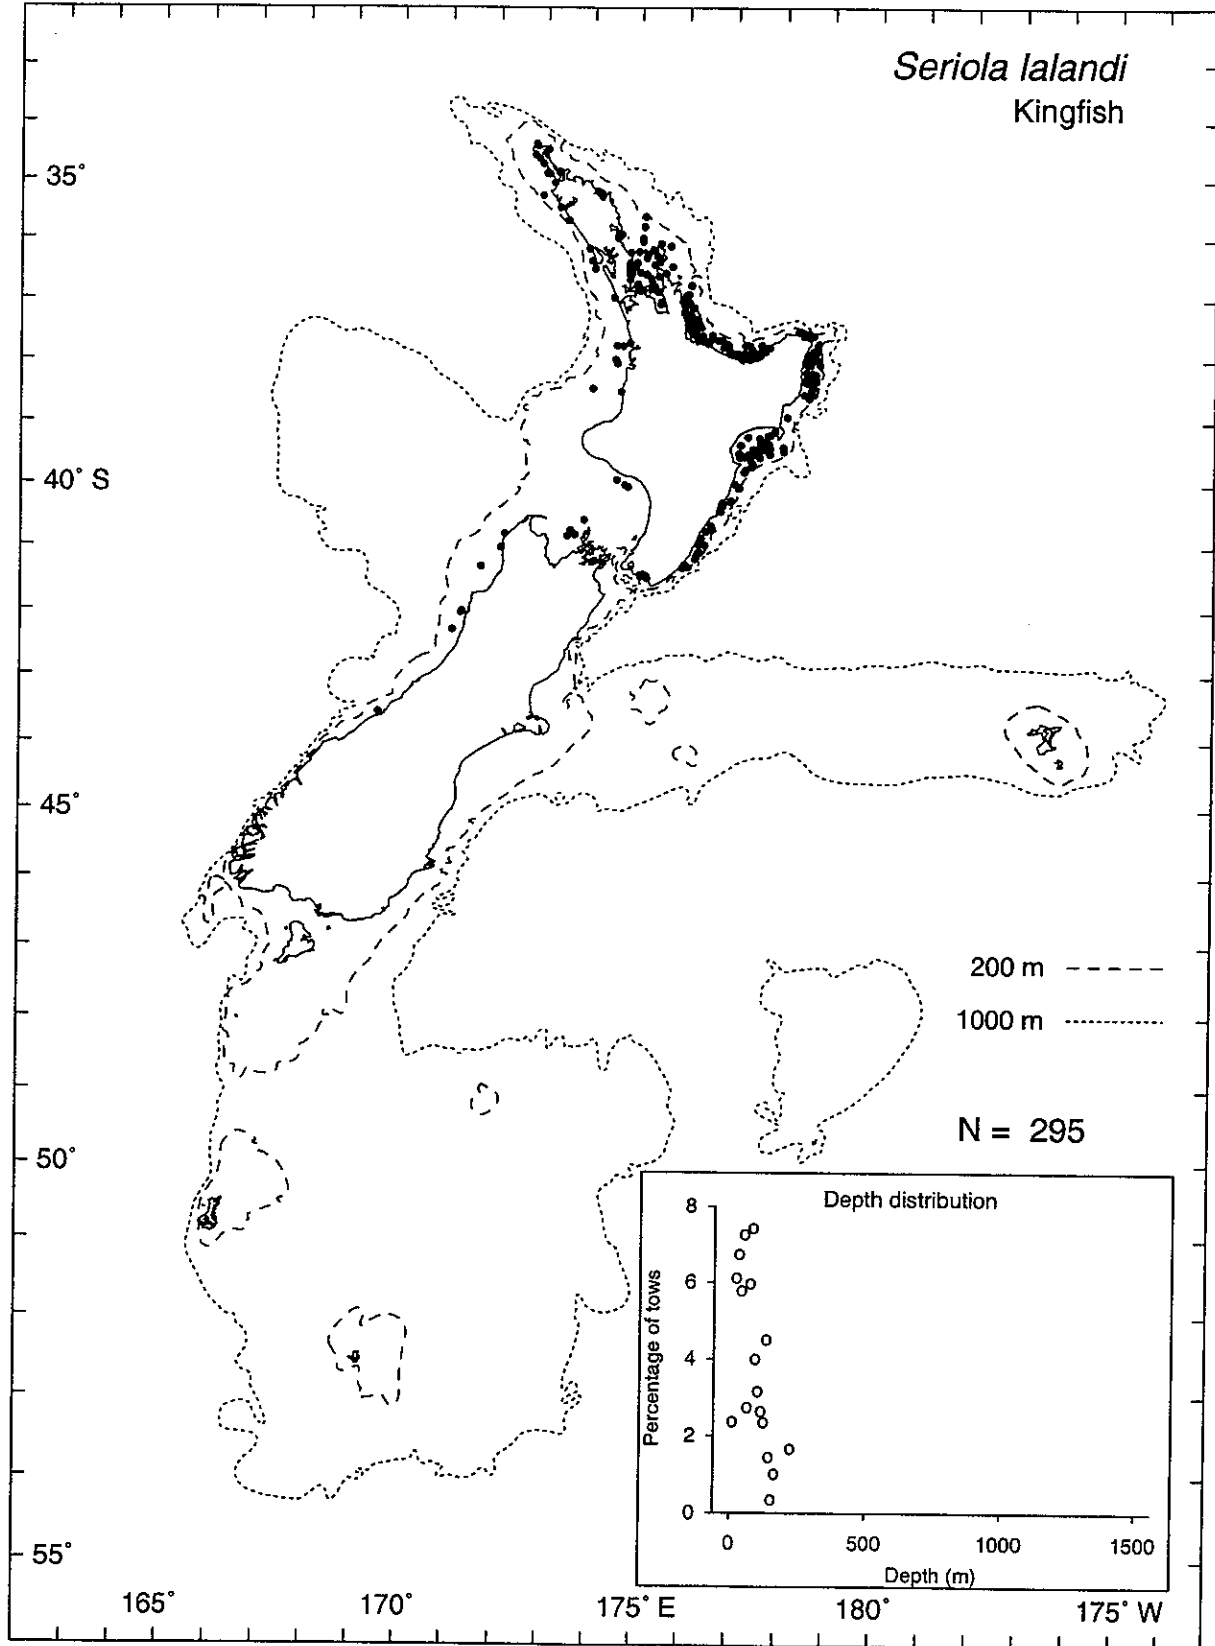 Seriola lalandi
Kingfish
35°
40° S
45°
200 m
1000 m
50°
N = 295
Depth distribution
8
6
4
2
0
Percentage of tows
0 500 1000 1500
Depth (m)
55°
165° 170° 175° E 180° 175° W